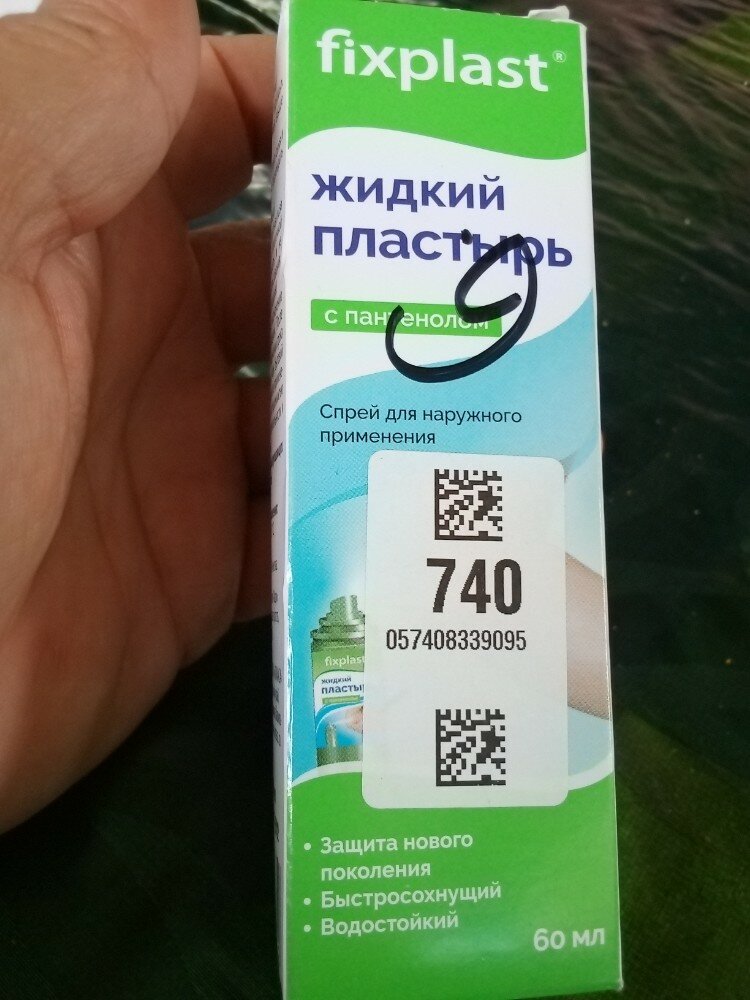 fixplast®
жидкий
пластырь
с пантенолом
Спрей для наружного
применения
740
057408339095
fixplast
жидкий
пласты
• Защита нового
поколения
• Быстросохнущий
• Водостойкий
60 мл